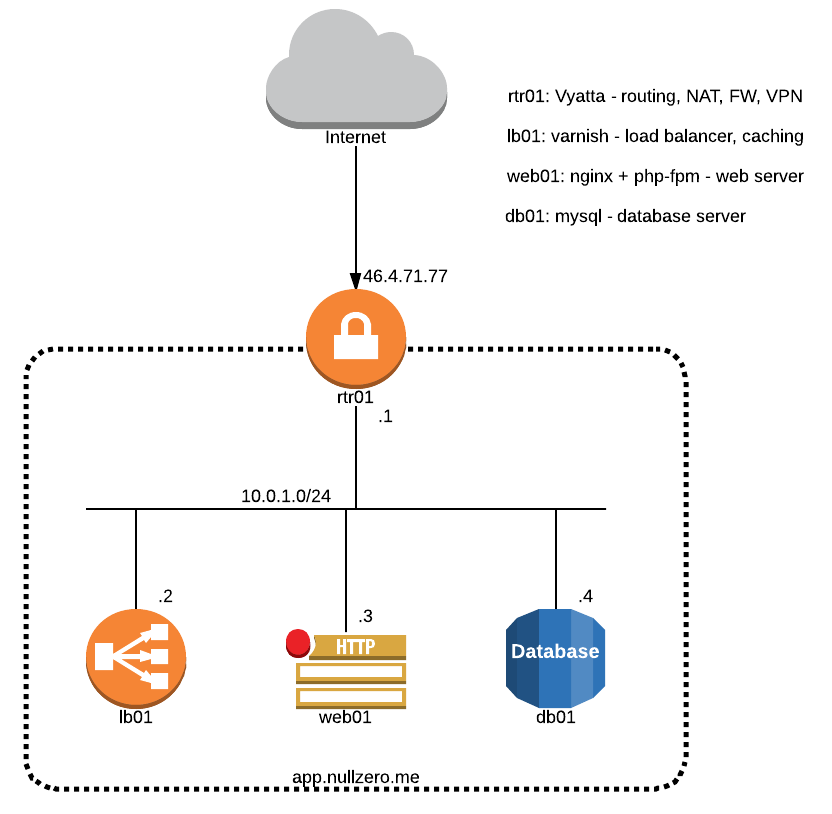 rtr01: Vyatta - routing, NAT, FW, VPN
lb01: varnish - load balancer, caching
Internet
web01: nginx + php-fpm - web server
db01: mysql - database server
46.4.71.77
rtr01
.1
10.0.1.0/24
.2
.3
.4
HTTP
Database
lb01
web01
db01
app.nullzero.me